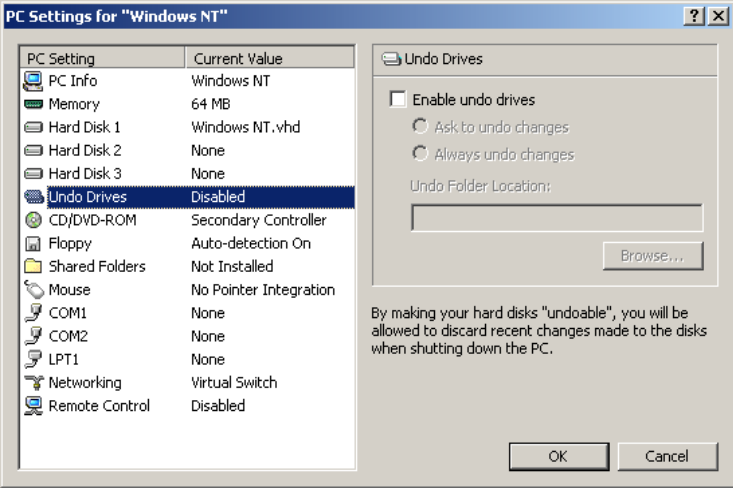 PC Settings for "Windows NT"
PC Setting Current Value
PC Info Windows NT
Memory 64 MB
Hard Disk 1 Windows NT.vhd
Hard Disk 2 None
Hard Disk 3 None
Undo Drives Disabled
CD/DVD-ROM Secondary Controller
Floppy Auto-detection On
Shared Folders Not Installed
Mouse No Pointer Integration
COM1 None
COM2 None
LPT1 None
Networking Virtual Switch
Remote Control Disabled
Undo Drives
Enable undo drives
Ask to undo changes
Always undo changes
Undo Folder Location:
Browse...
By making your hard disks "undoable", you will be
allowed to discard recent changes made to the disks
when shutting down the PC.
OK Cancel